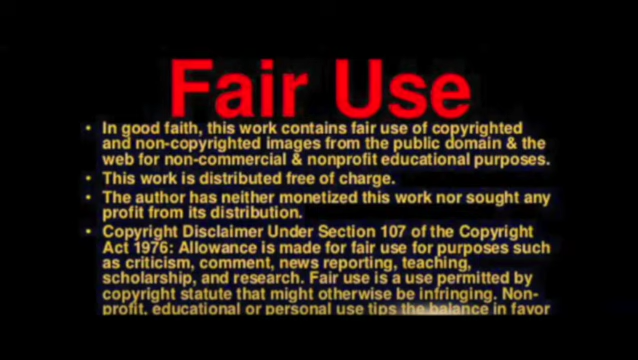 Fair Use
• In good faith, this work contains fair use of copyrighted
and non-copyrighted images from the public domain & the
web for non-commercial & nonprofit educational purposes.
• This work is distributed free of charge.
• The author has neither monetized this work nor sought any
profit from its distribution.
• Copyright Disclaimer Under Section 107 of the Copyright
Act 1976: Allowance is made for fair use for purposes such
as criticism, comment, news reporting, teaching,
scholarship, and research. Fair use is a use permitted by
copyright statute that might otherwise be infringing. Non-
profit, educational or personal use tips the balance in favor